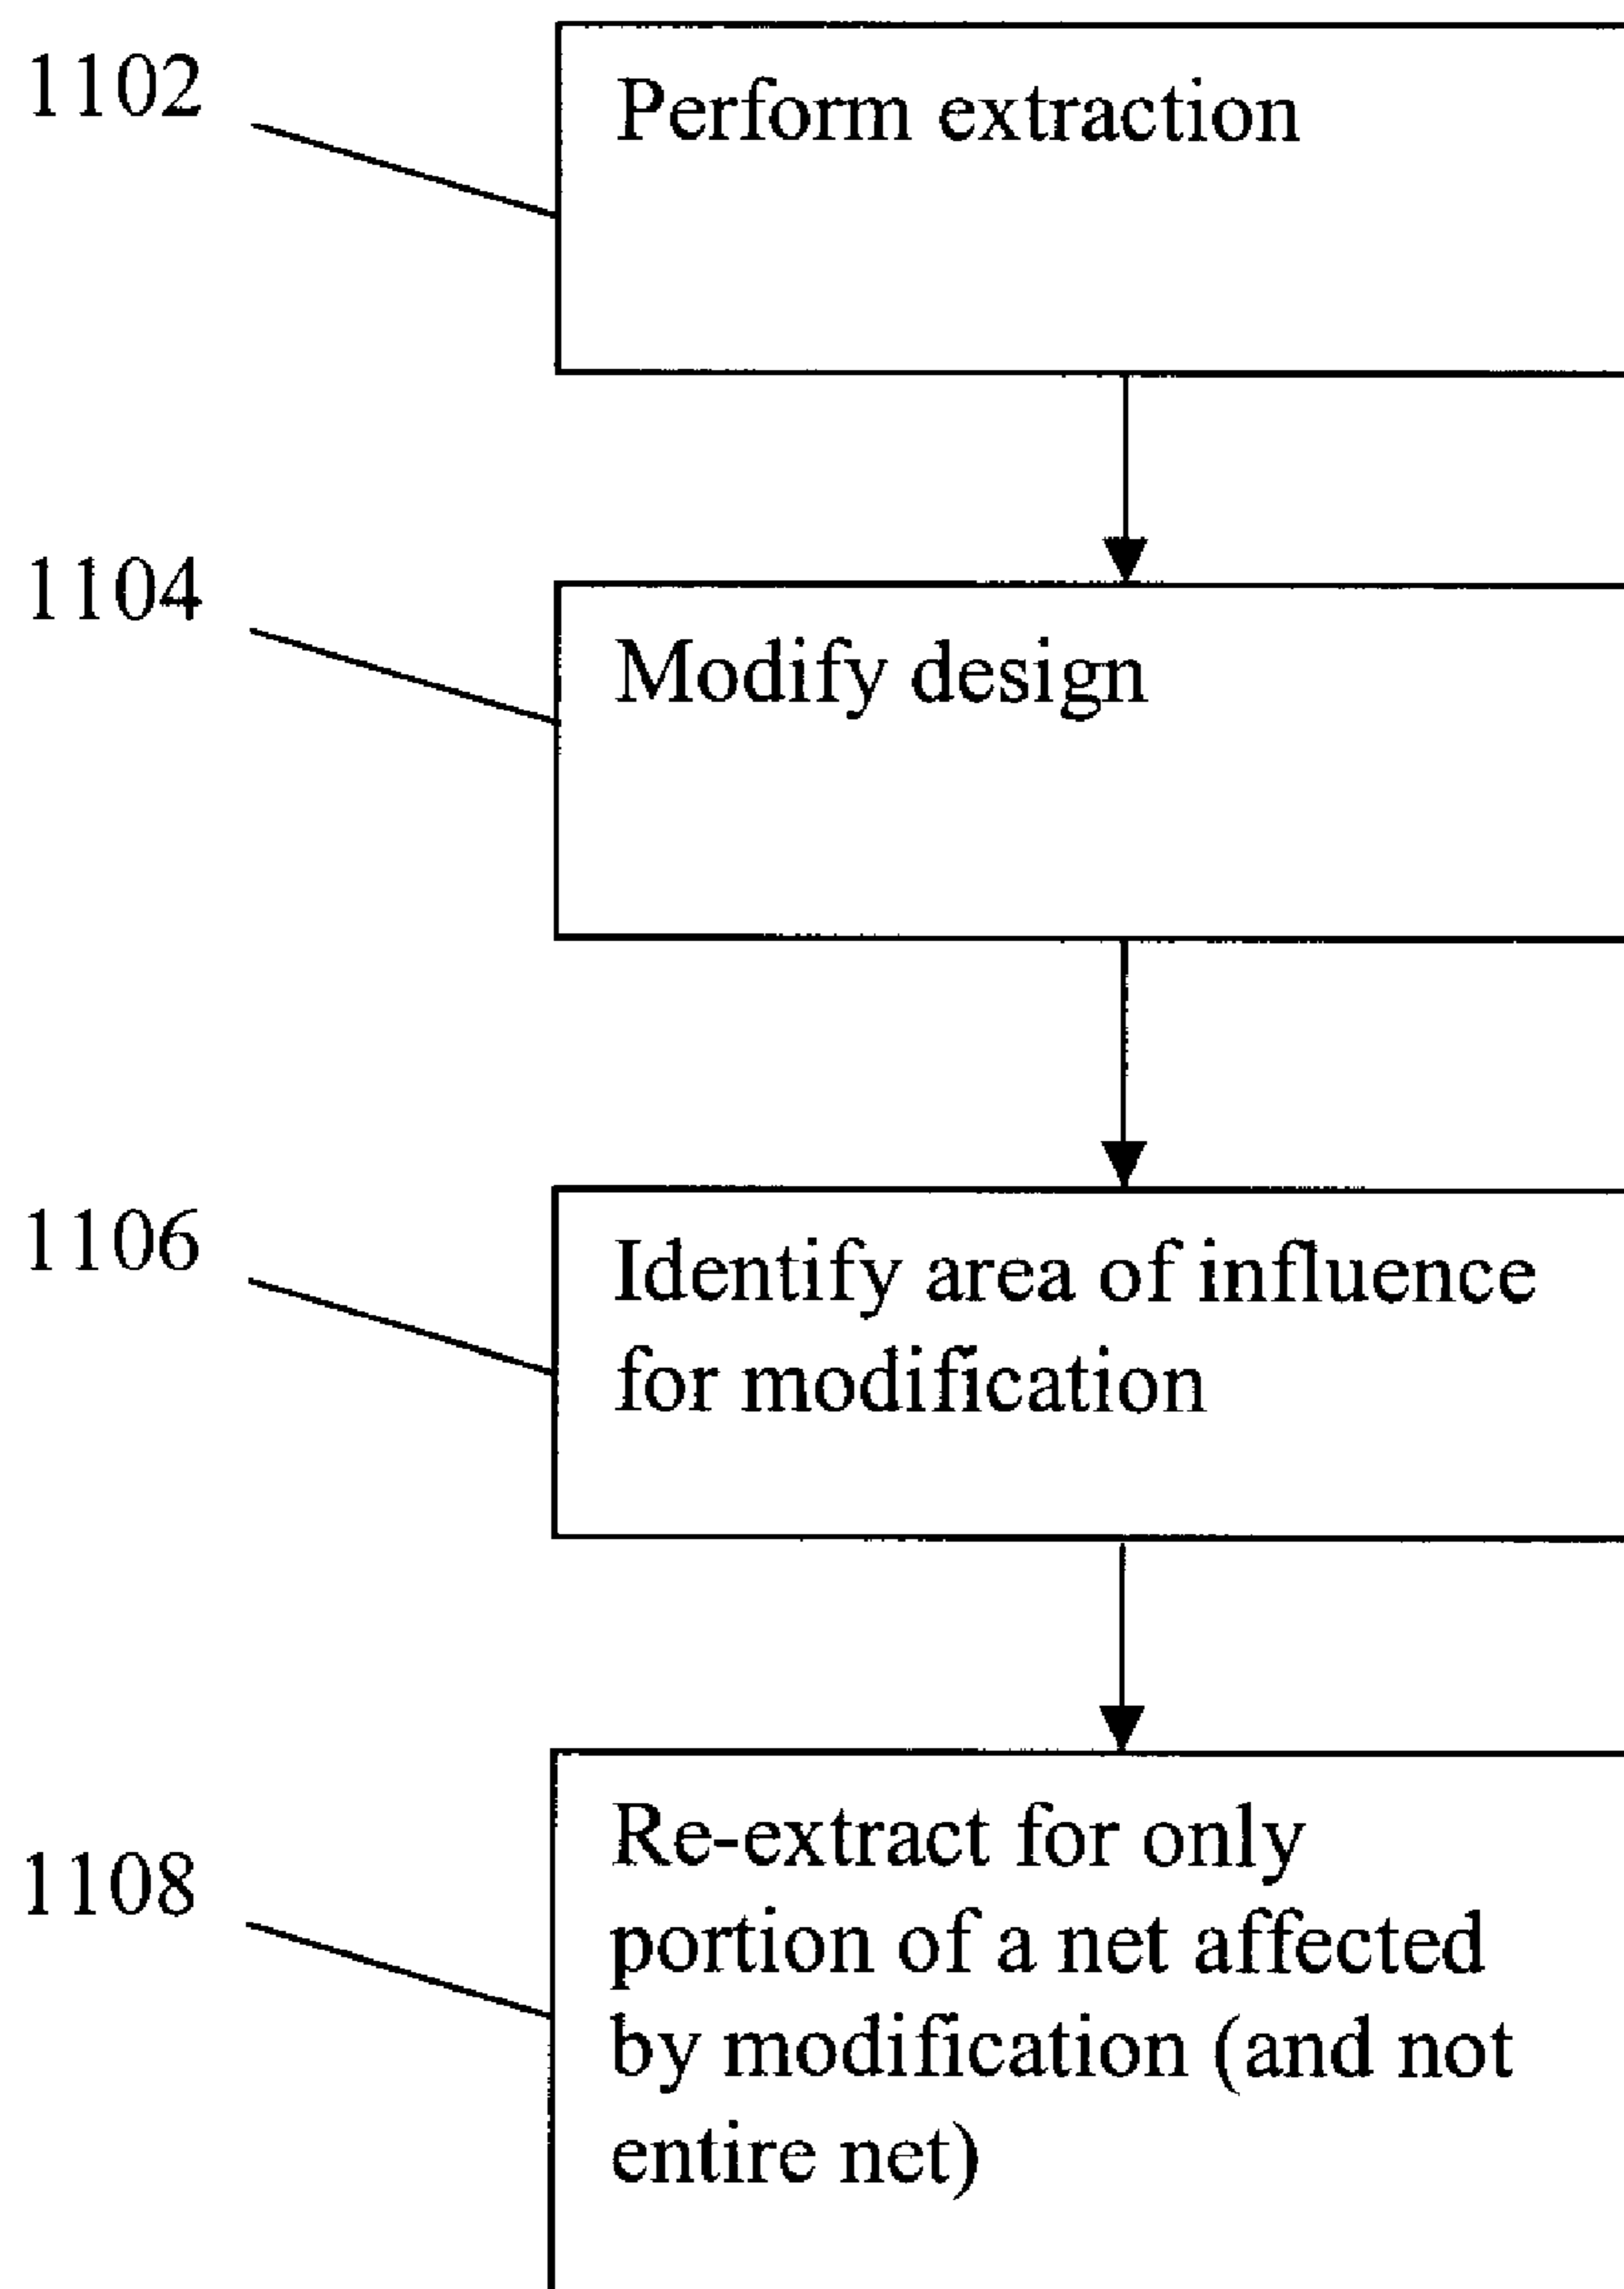 1102
Perform extraction
1104
Modify design
1106
Identify area of influence
for modification
1108
Re-extract for only
portion of a net affected
by modification (and not
entire net)